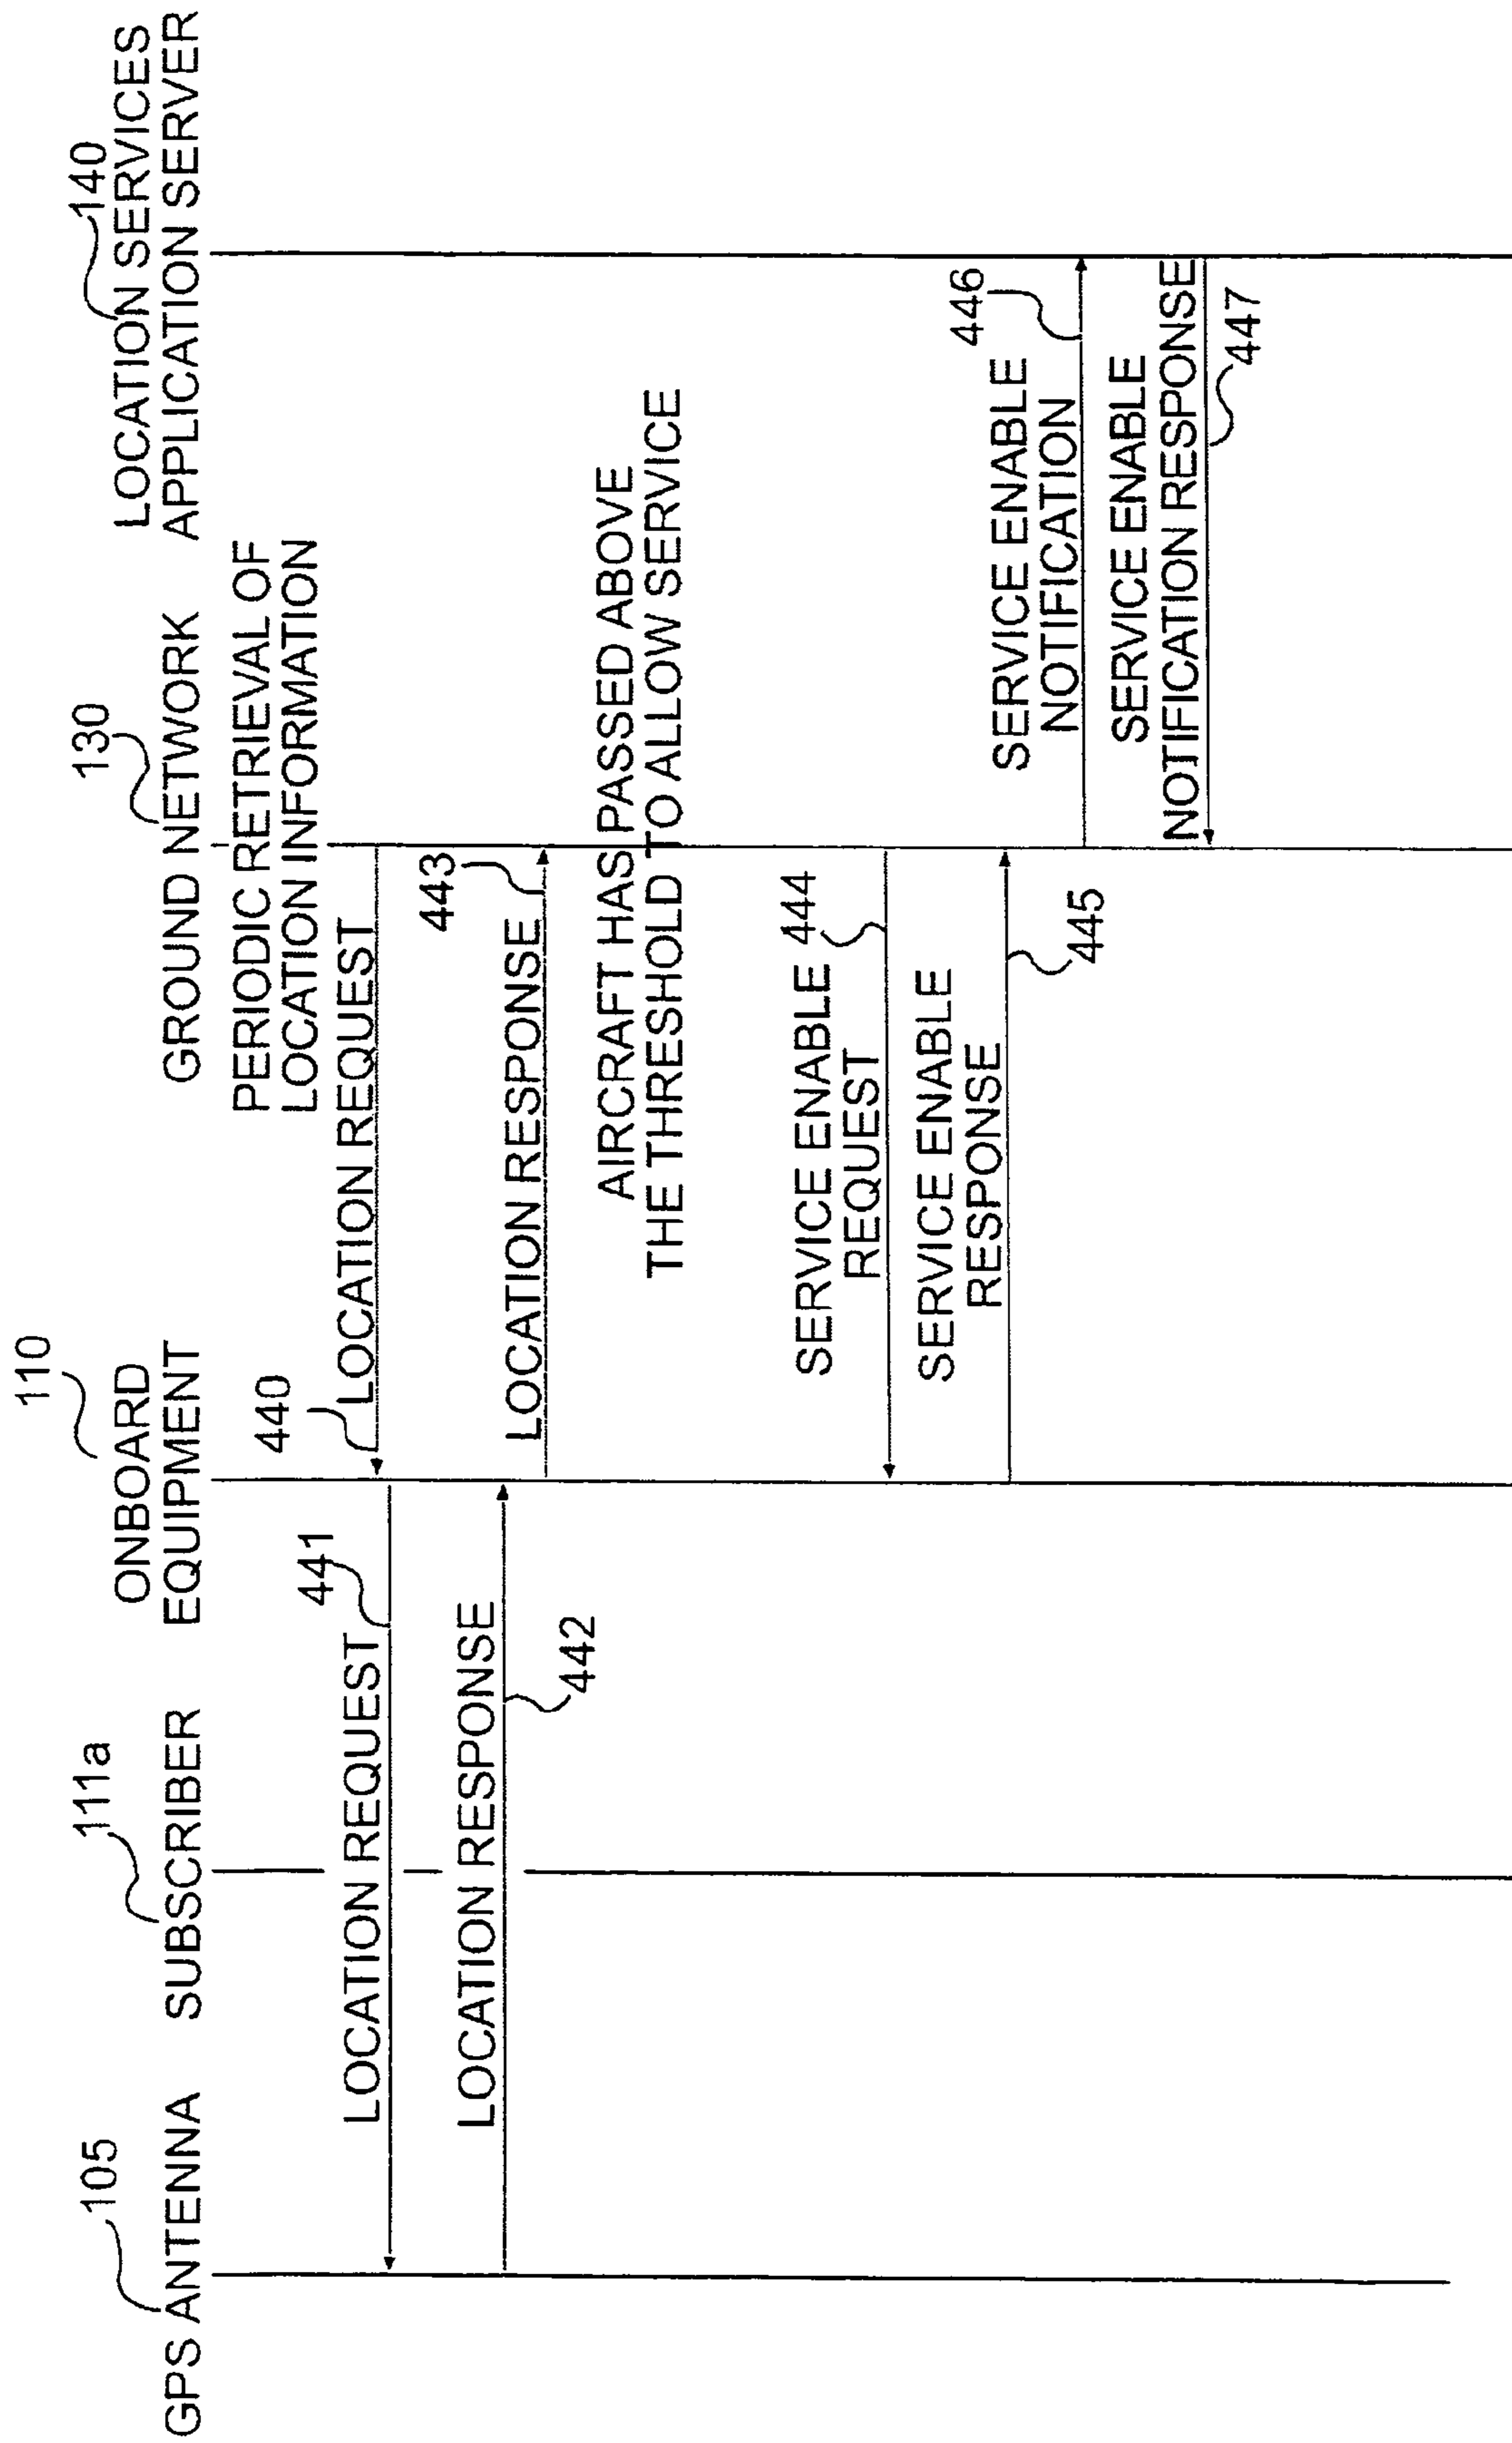 105
GPS ANTENNA
111a
SUBSCRIBER
110
ONBOARD
EQUIPMENT
130
GROUND NETWORK
140
LOCATION SERVICES
APPLICATION SERVER
PERIODIC RETRIEVAL OF
LOCATION INFORMATION
440
LOCATION REQUEST
441
LOCATION REQUEST
LOCATION RESPONSE
442
443
LOCATION RESPONSE
AIRCRAFT HAS PASSED ABOVE
THE THRESHOLD TO ALLOW SERVICE
SERVICE ENABLE
REQUEST
444
SERVICE ENABLE
RESPONSE
445
SERVICE ENABLE
NOTIFICATION
446
SERVICE ENABLE
NOTIFICATION RESPONSE
447